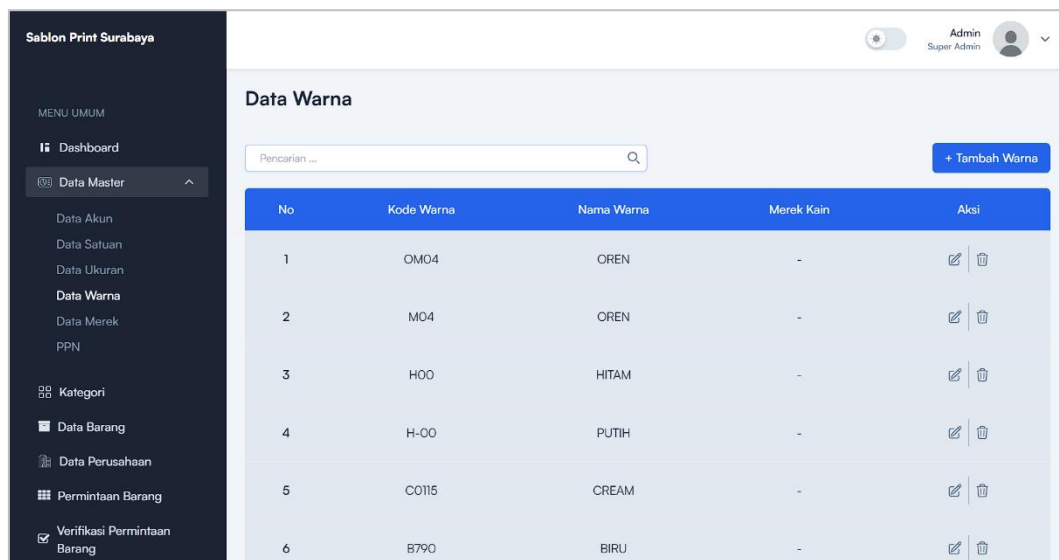 Sablon Print Surabaya
Admin
Super Admin
MENU UMUM
Dashboard
Data Master
Data Akun
Data Satuan
Data Ukuran
Data Warna
Data Merek
PPN
Kategori
Data Barang
Data Perusahaan
Permintaan Barang
Verifikasi Permintaan
Barang
Data Warna
Pencarian ...
+ Tambah Warna
No Kode Warna Nama Warna Merek Kain Aksi
1 OM04 OREN -
2 M04 OREN -
3 H00 HITAM -
4 H-00 PUTIH -
5 C0115 CREAM -
6 B790 BIRU -